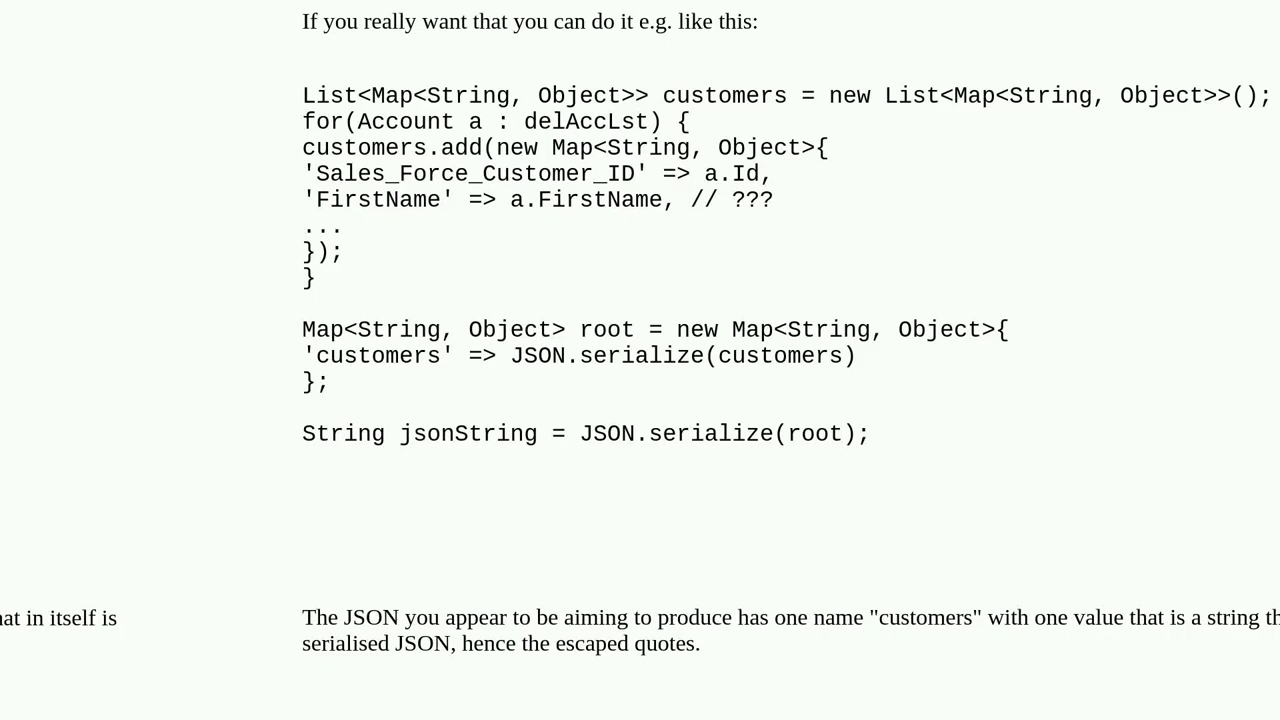 If you really want that you can do it e.g. like this:
List<Map<String, Object>> customers = new List<Map<String, Object>>();
for(Account a : delAccLst) {
customers.add(new Map<String, Object>{
'Sales_Force_Customer_ID' => a.Id,
'FirstName' => a.FirstName, // ???
...
});
}
Map<String, Object> root = new Map<String, Object>{
'customers' => JSON.serialize(customers)
};
String jsonString = JSON.serialize(root);
in itself is
The JSON you appear to be aiming to produce has one name "customers" with one value that is a string
serialised JSON, hence the escaped quotes.